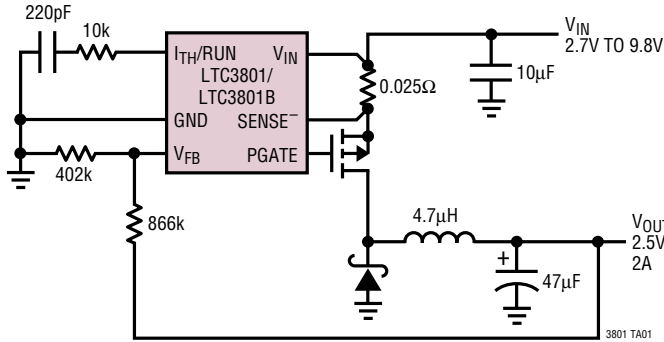 220pF
10k
I_TH/RUN
V_IN
LTC3801/
LTC3801B
GND
SENSE⁻
V_FB
PGATE
402k
866k
V_IN
2.7V TO 9.8V
0.025Ω
10µF
4.7µH
47µF
+
V_OUT
2.5V
2A
3801 TA01